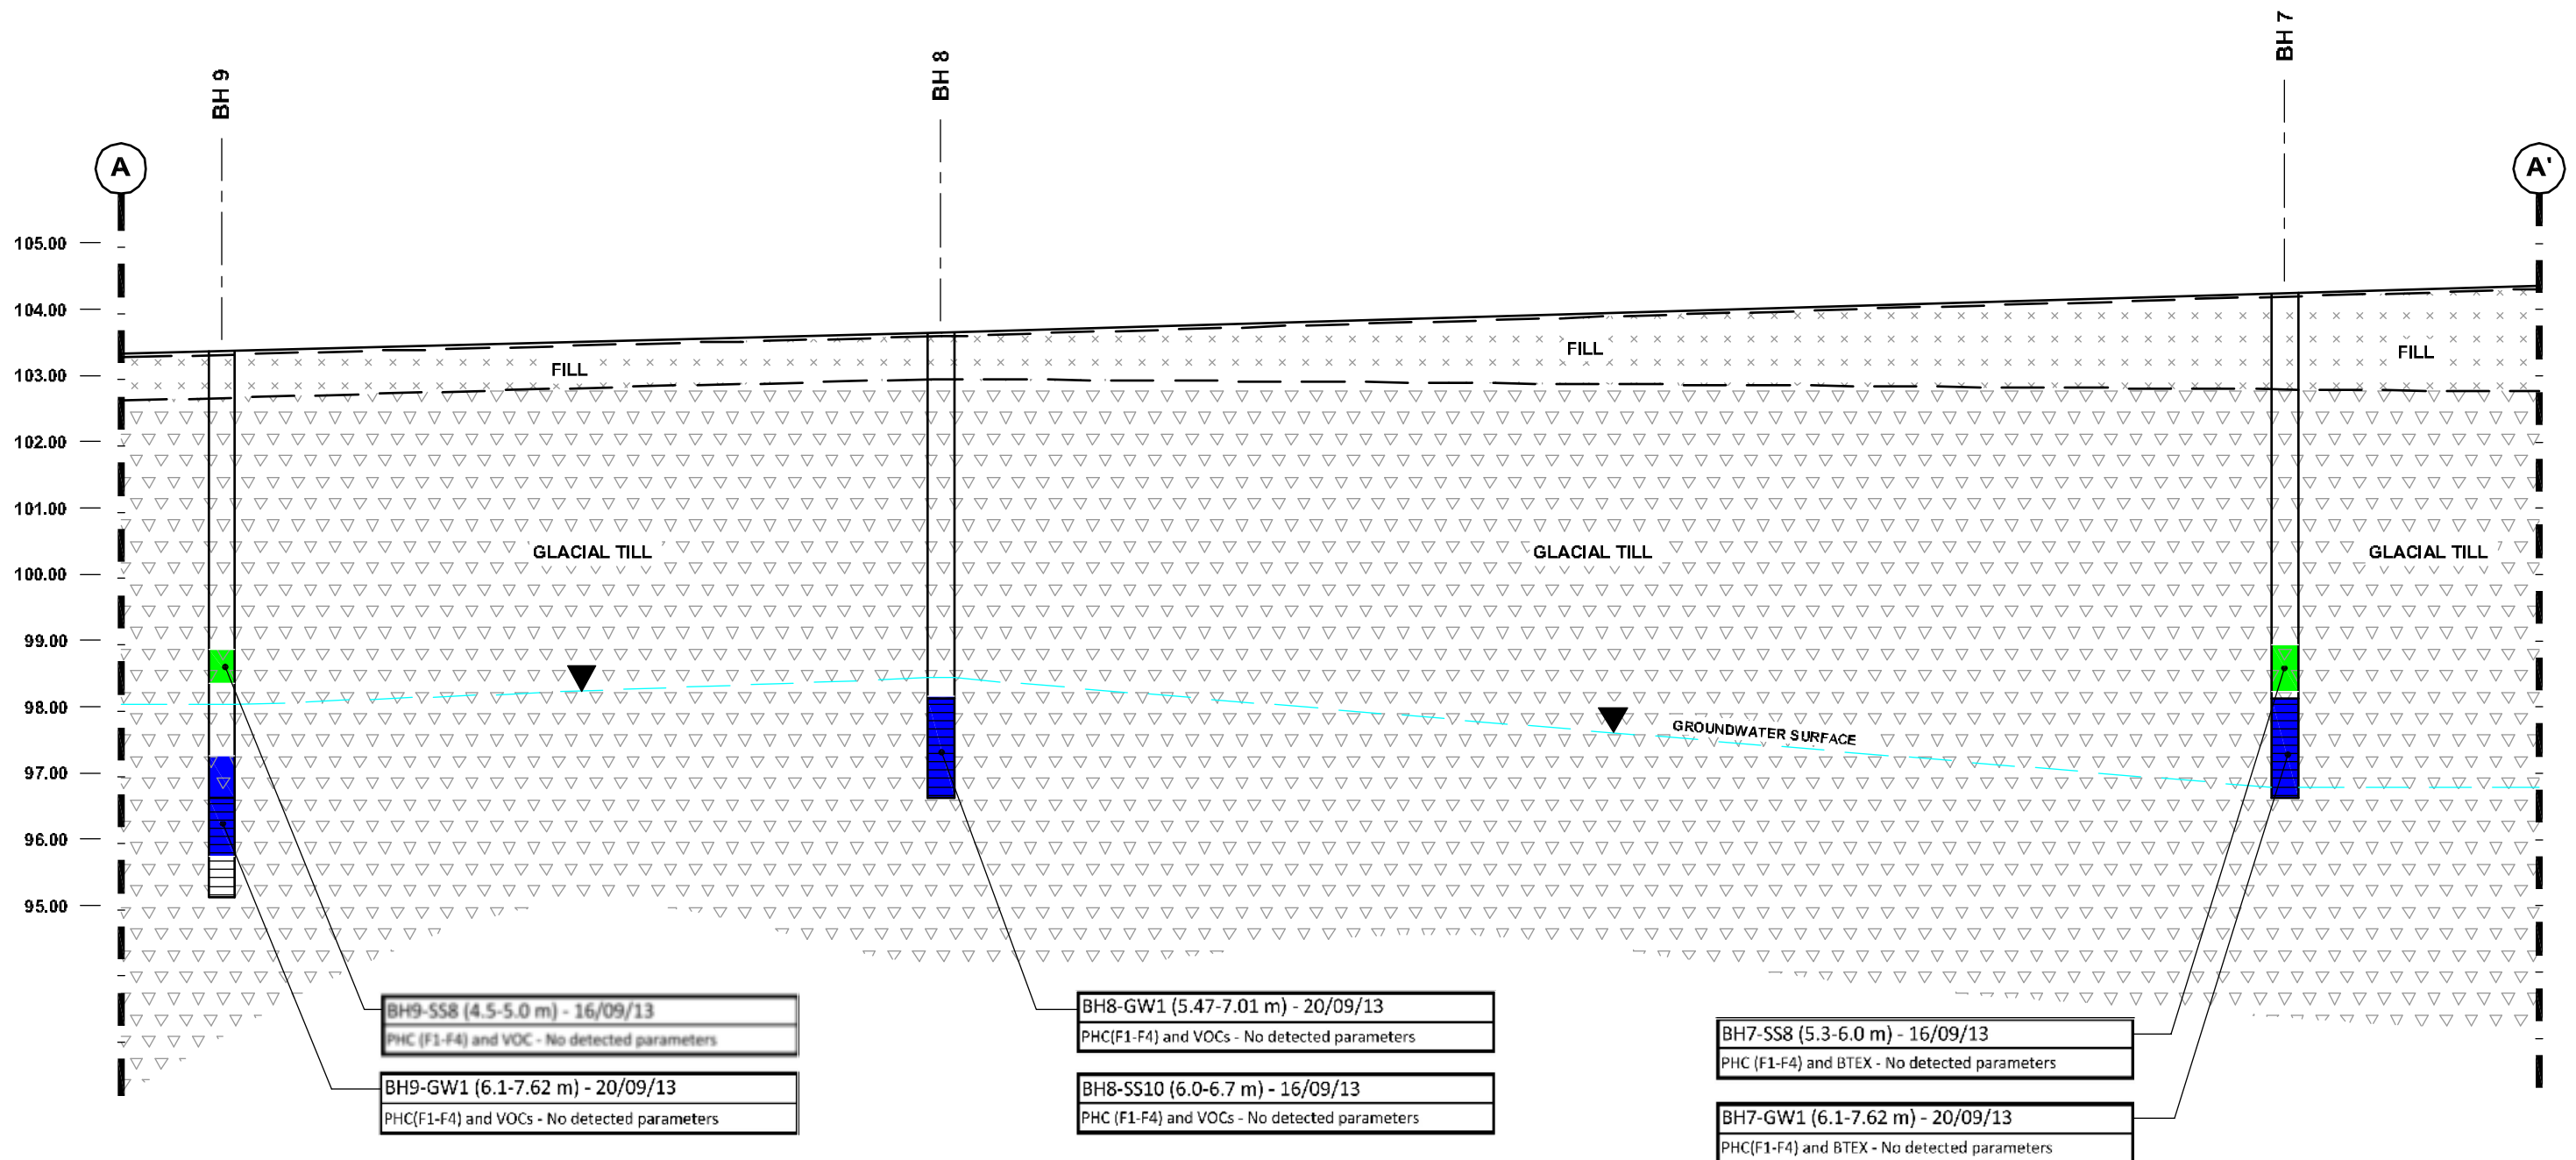 BH 9
BH 8
BH 7
A
A'
105.00
104.00
103.00
102.00
101.00
100.00
99.00
98.00
97.00
96.00
95.00
FILL
FILL
FILL
GLACIAL TILL
GLACIAL TILL
GLACIAL TILL
GROUNDWATER SURFACE
BH9-SS8 (4.5-5.0 m) - 16/09/13
PHC (F1-F4) and VOC - No detected parameters
BH9-GW1 (6.1-7.62 m) - 20/09/13
PHC(F1-F4) and VOCs - No detected parameters
BH8-GW1 (5.47-7.01 m) - 20/09/13
PHC(F1-F4) and VOCs - No detected parameters
BH8-SS10 (6.0-6.7 m) - 16/09/13
PHC (F1-F4) and VOCs - No detected parameters
BH7-SS8 (5.3-6.0 m) - 16/09/13
PHC (F1-F4) and BTEX - No detected parameters
BH7-GW1 (6.1-7.62 m) - 20/09/13
PHC(F1-F4) and BTEX - No detected parameters